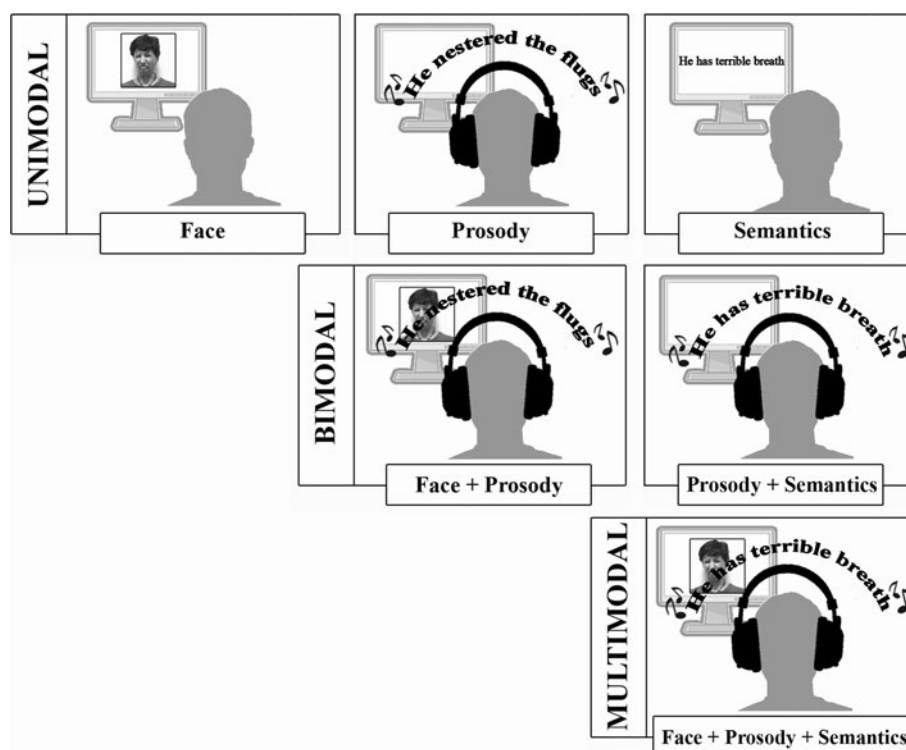 UNIMODAL
He nestered the flugs
He has terrible breath
Face
Prosody
Semantics
BIMODAL
He nestered the flugs
He has terrible breath
Face + Prosody
Prosody + Semantics
MULTIMODAL
He has terrible breath
Face + Prosody + Semantics